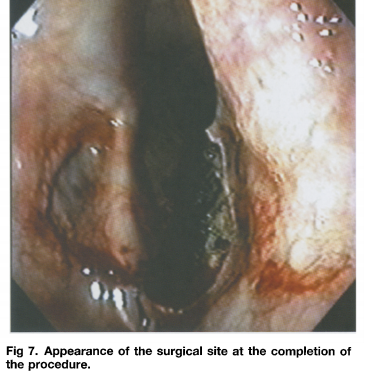 Fig 7. Appearance of the surgical site at the completion of
the procedure.